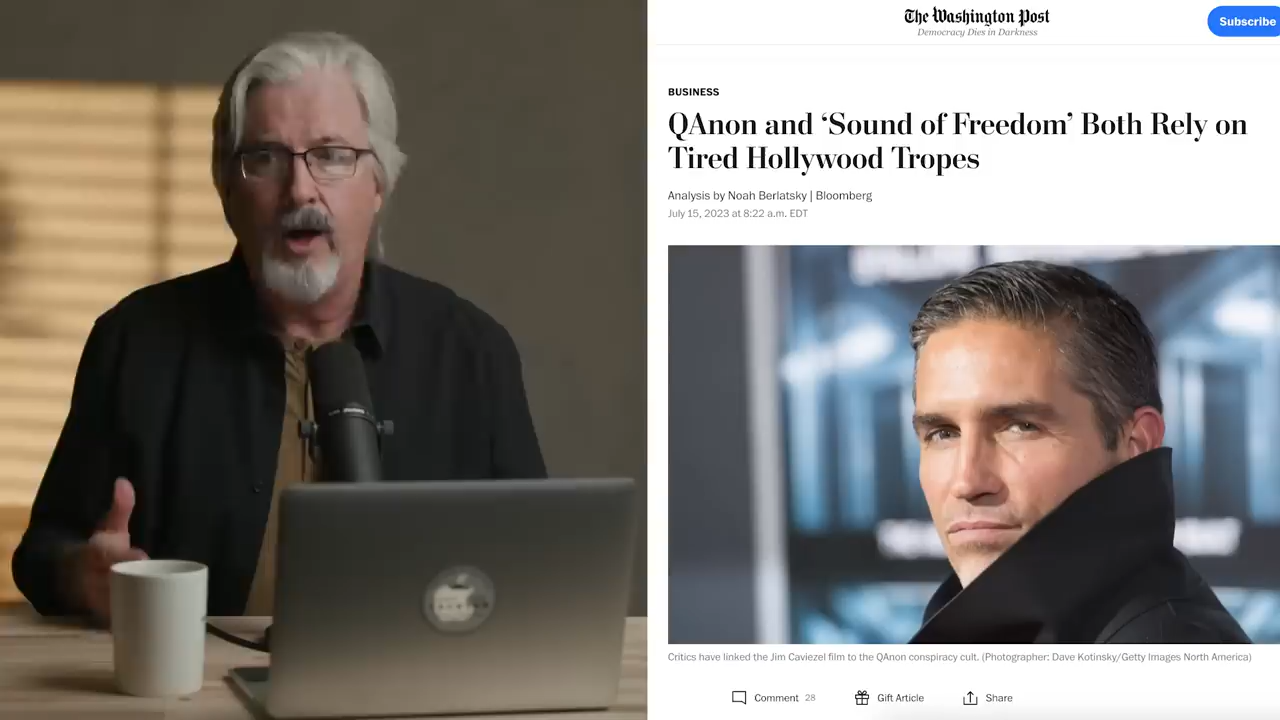 The Washington Post
Democracy Dies in Darkness
Subscribe
BUSINESS
QAnon and ‘Sound of Freedom’ Both Rely on
Tired Hollywood Tropes
Analysis by Noah Berlatsky | Bloomberg
July 15, 2023 at 8:22 a.m. EDT
Critics have linked the Jim Caviezel film to the QAnon conspiracy cult. (Photographer: Dave Kotinsky/Getty Images North America)
Comment 28
Gift Article
Share